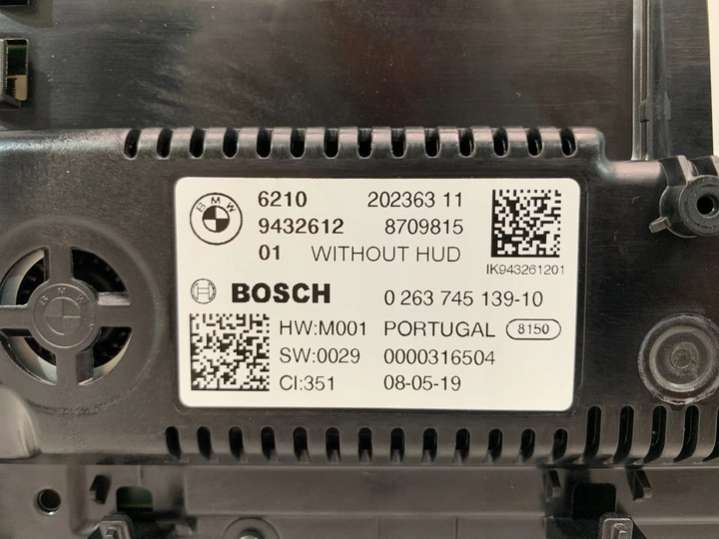 BMW
6210 202363 11
9432612 8709815
01 WITHOUT HUD
IK943261201
BOSCH 0 263 745 139-10
HW:M001 PORTUGAL 8150
SW:0029 0000316504
CI:351 08-05-19